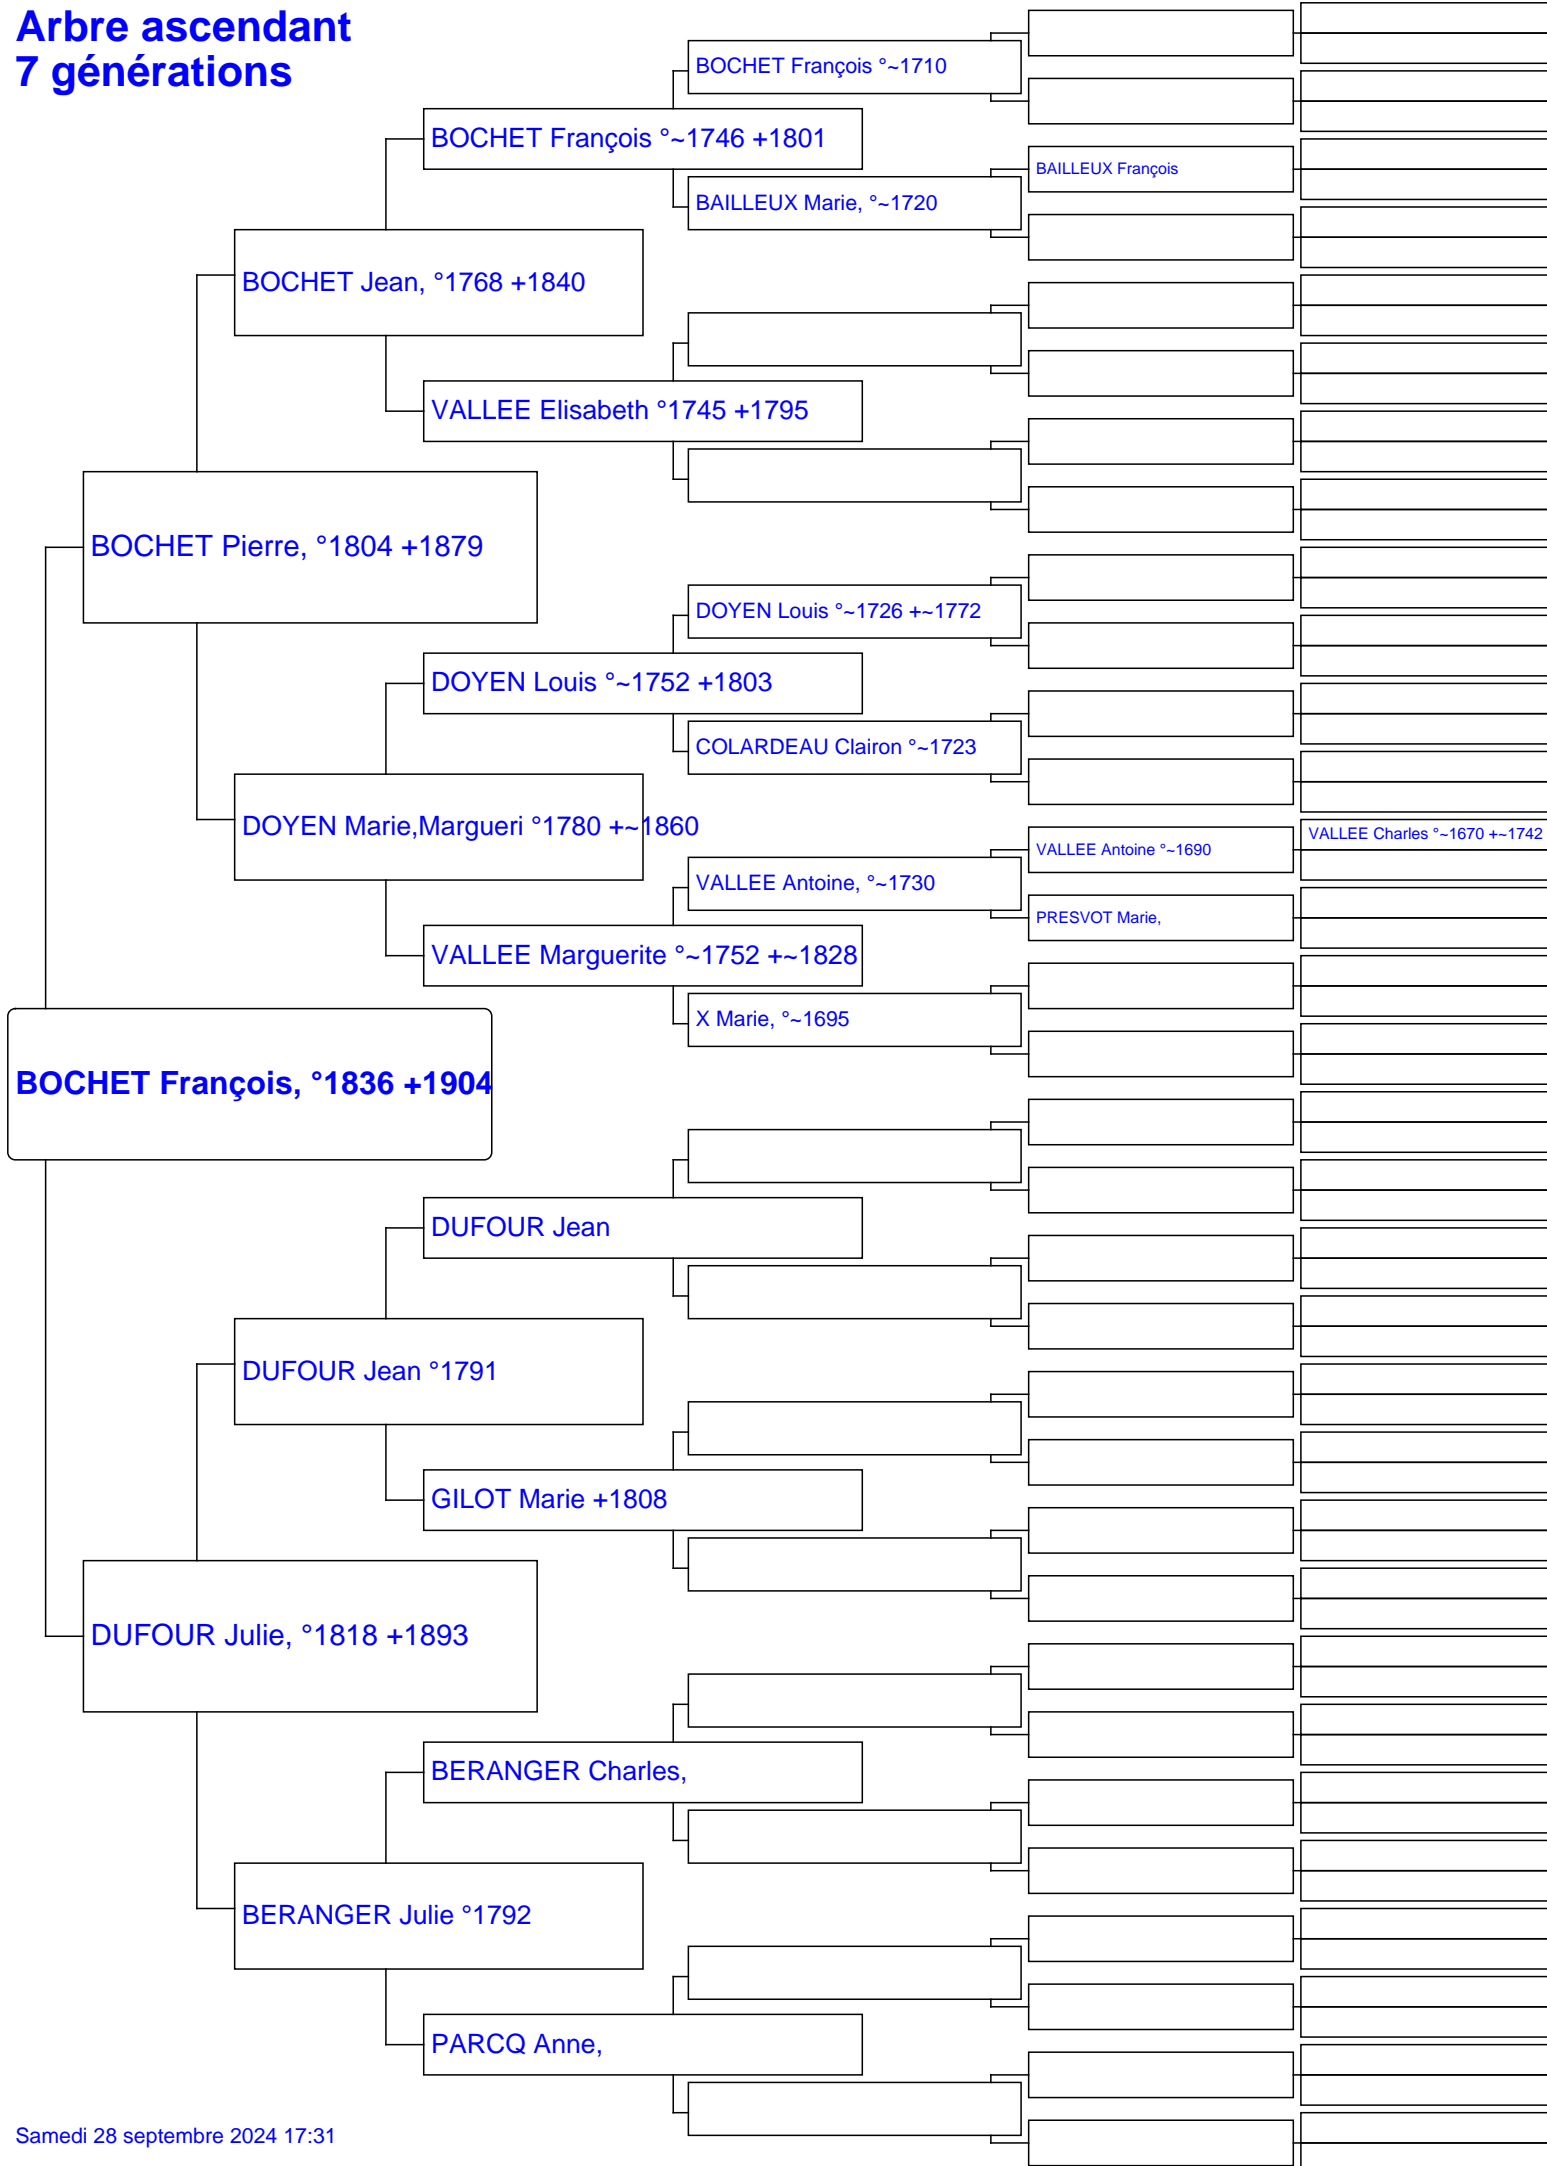 Arbre ascendant
7 générations
BOCHET François °~1710
BOCHET François °~1746 +1801
BAILLEUX François
BAILLEUX Marie, °~1720
BOCHET Jean, °1768 +1840
VALLEE Elisabeth °1745 +1795
BOCHET Pierre, °1804 +1879
DOYEN Louis °~1726 +~1772
DOYEN Louis °~1752 +1803
COLARDEAU Clairon °~1723
DOYEN Marie,Margueri °1780 +~1860
VALLEE Charles °~1670 +~1742
VALLEE Antoine °~1690
VALLEE Antoine, °~1730
PRESVOT Marie,
VALLEE Marguerite °~1752 +~1828
X Marie, °~1695
BOCHET François, °1836 +1904
DUFOUR Jean
DUFOUR Jean °1791
GILOT Marie +1808
DUFOUR Julie, °1818 +1893
BERANGER Charles,
BERANGER Julie °1792
PARCQ Anne,
Samedi 28 septembre 2024 17:31